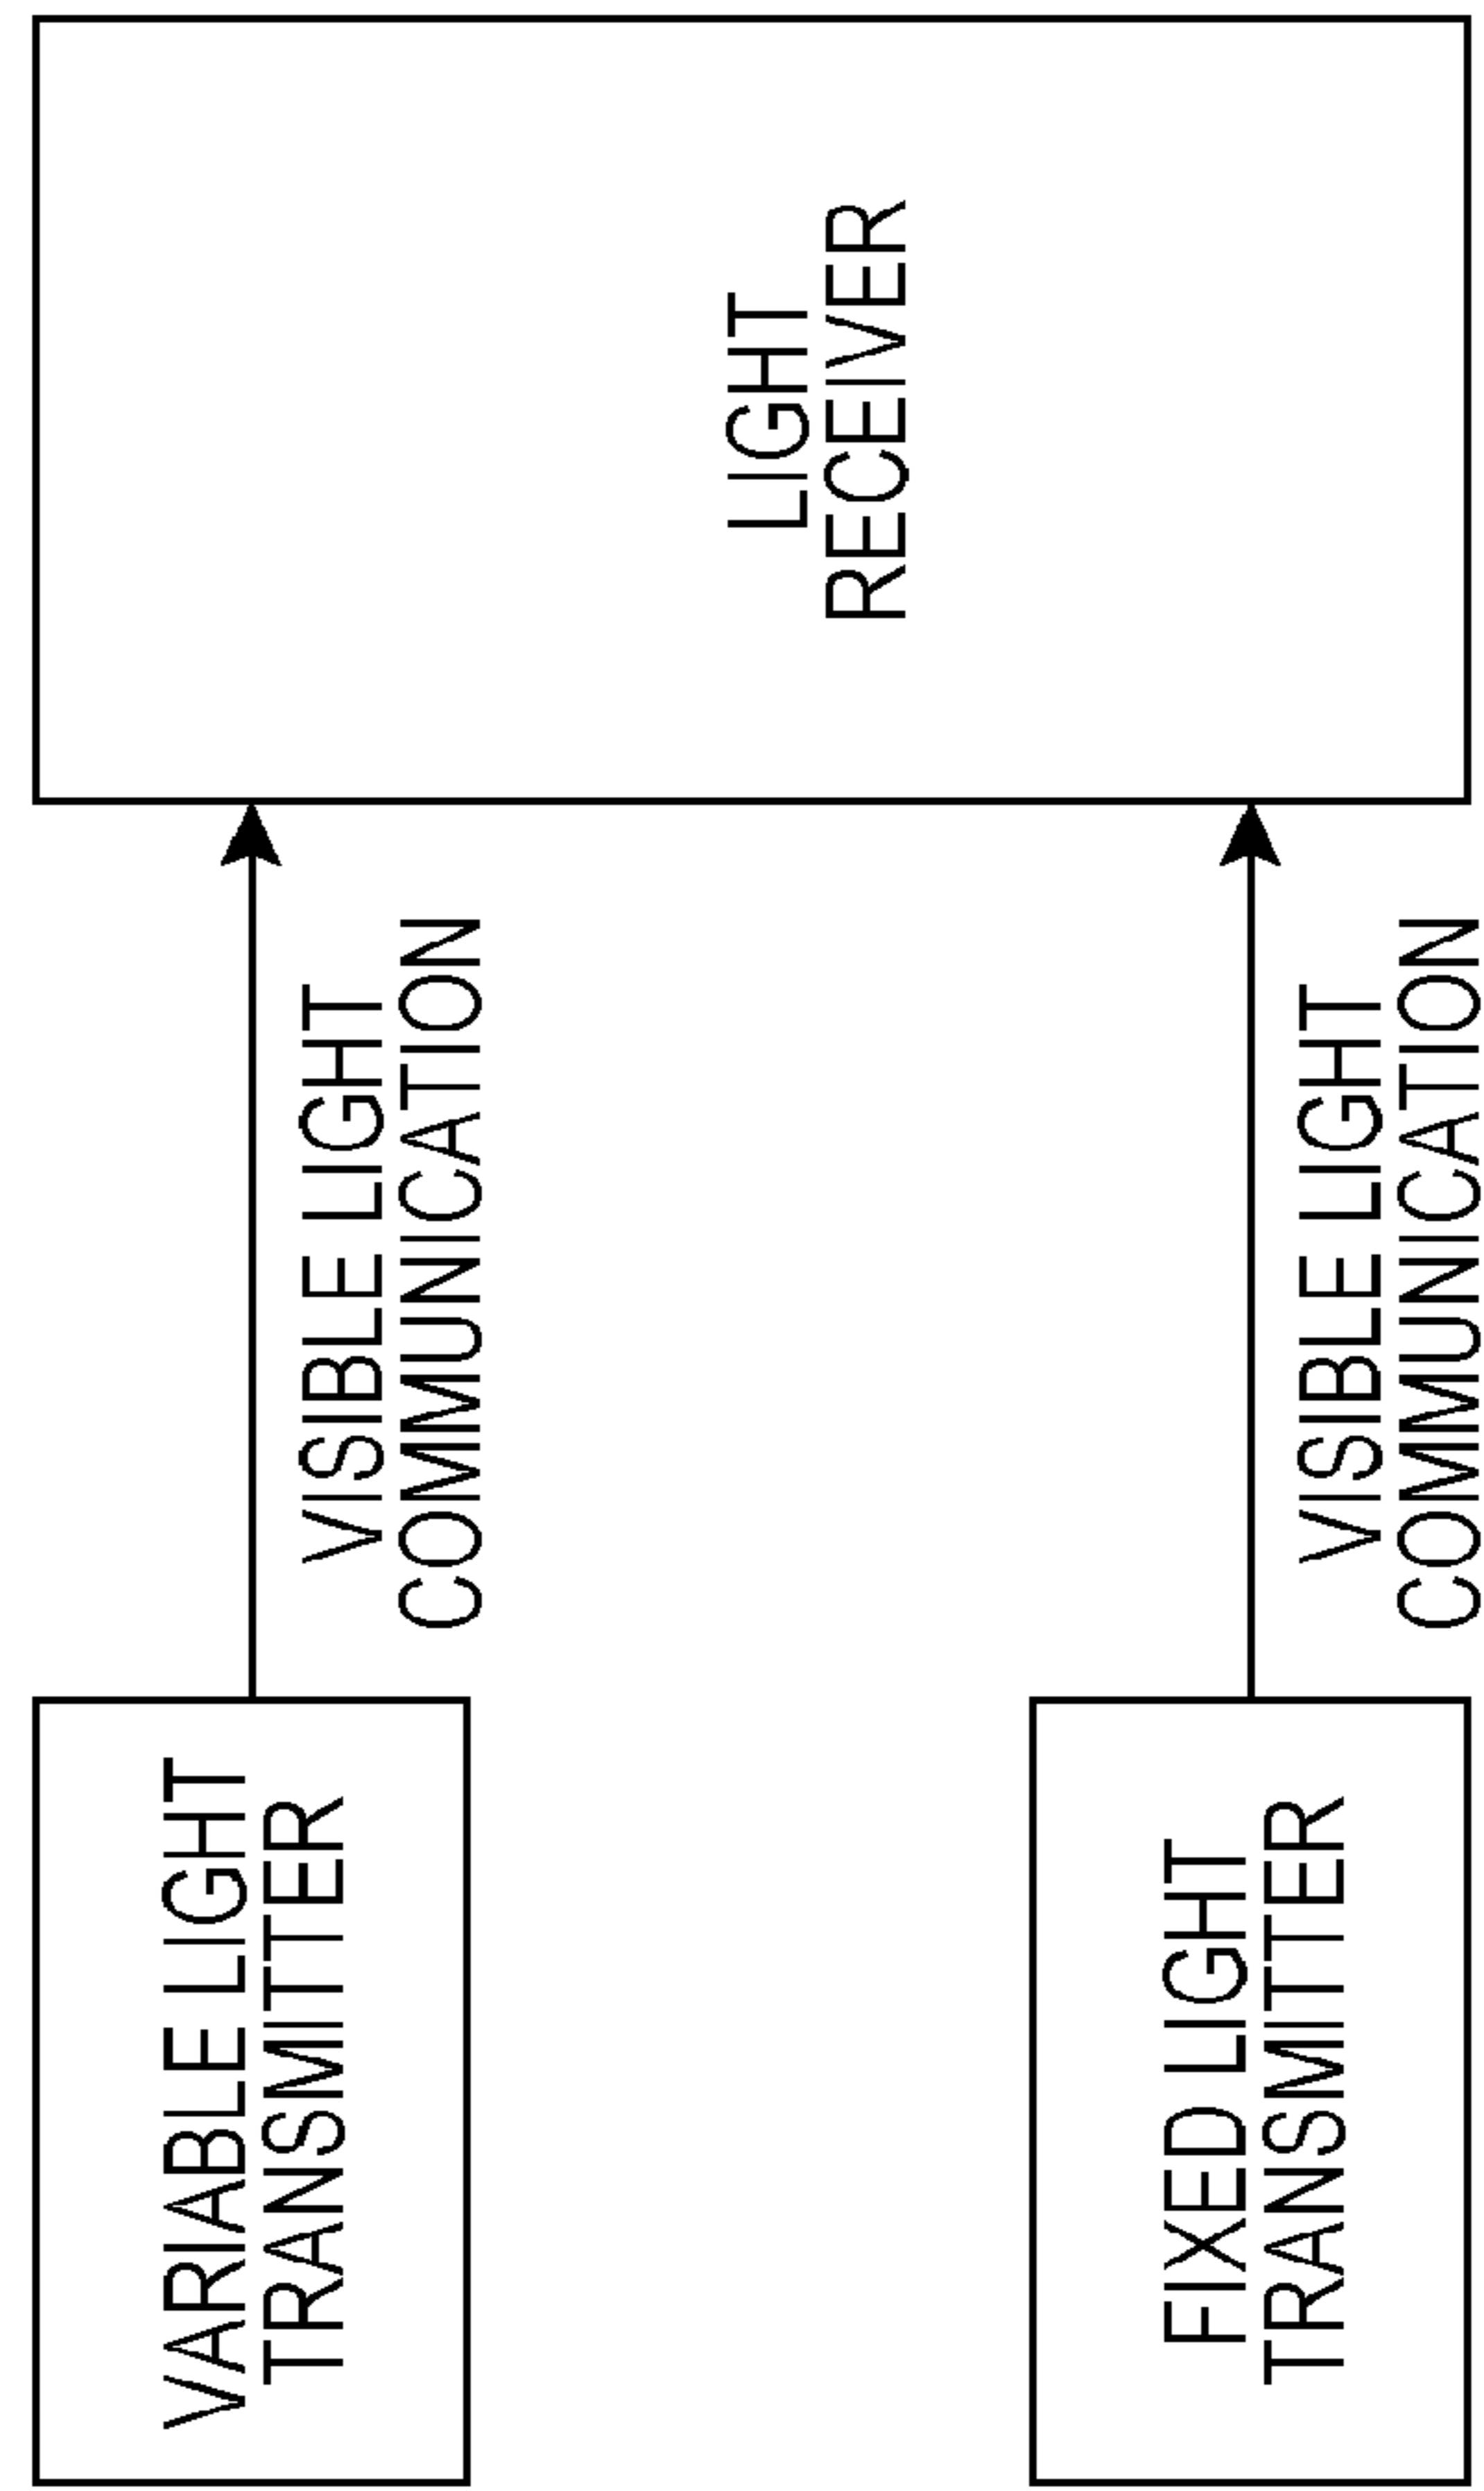 VARIABLE LIGHT
TRANSMITTER
VISIBLE LIGHT
COMMUNICATION
LIGHT
RECEIVER
FIXED LIGHT
TRANSMITTER
VISIBLE LIGHT
COMMUNICATION